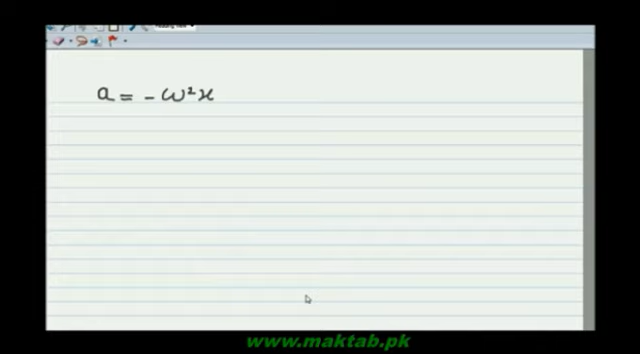 a = - ω²x
www.maktab.pk